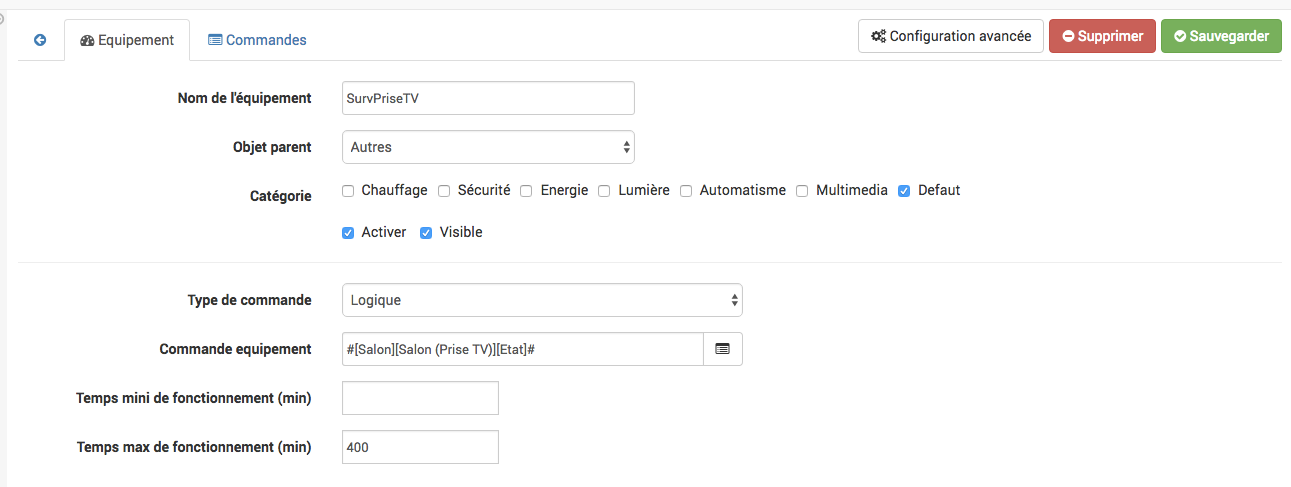 Equipement Commandes Configuration avancée Supprimer Sauvegarder
Nom de l'équipement SurvPriseTV
Objet parent Autres
Catégorie Chauffage Sécurité Energie Lumière Automatisme Multimedia Defaut
Activer Visible
Type de commande Logique
Commande equipement #[Salon][Salon (Prise TV)][Etat]#
Temps mini de fonctionnement (min)
Temps max de fonctionnement (min) 400